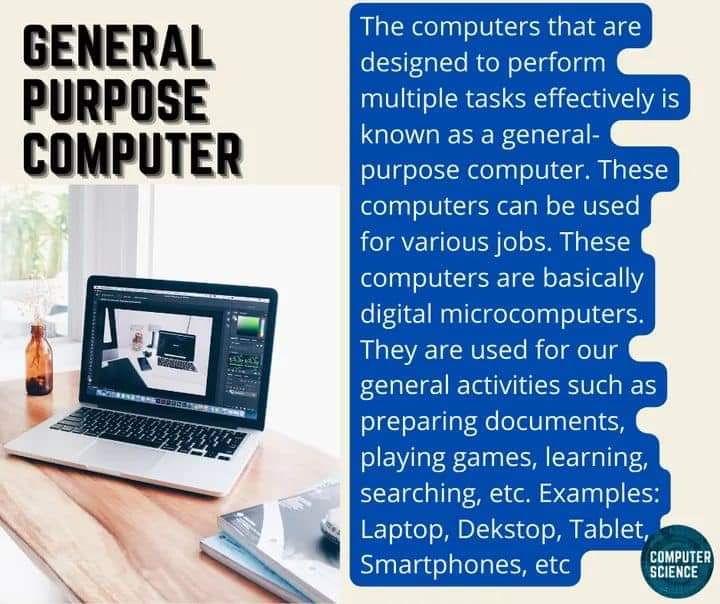 GENERAL
PURPOSE
COMPUTER
The computers that are
designed to perform
multiple tasks effectively is
known as a general-
purpose computer. These
computers can be used
for various jobs. These
computers are basically
digital microcomputers.
They are used for our
general activities such as
preparing documents,
playing games, learning,
searching, etc. Examples:
Laptop, Dekstop, Tablet,
Smartphones, etc
COMPUTER
SCIENCE